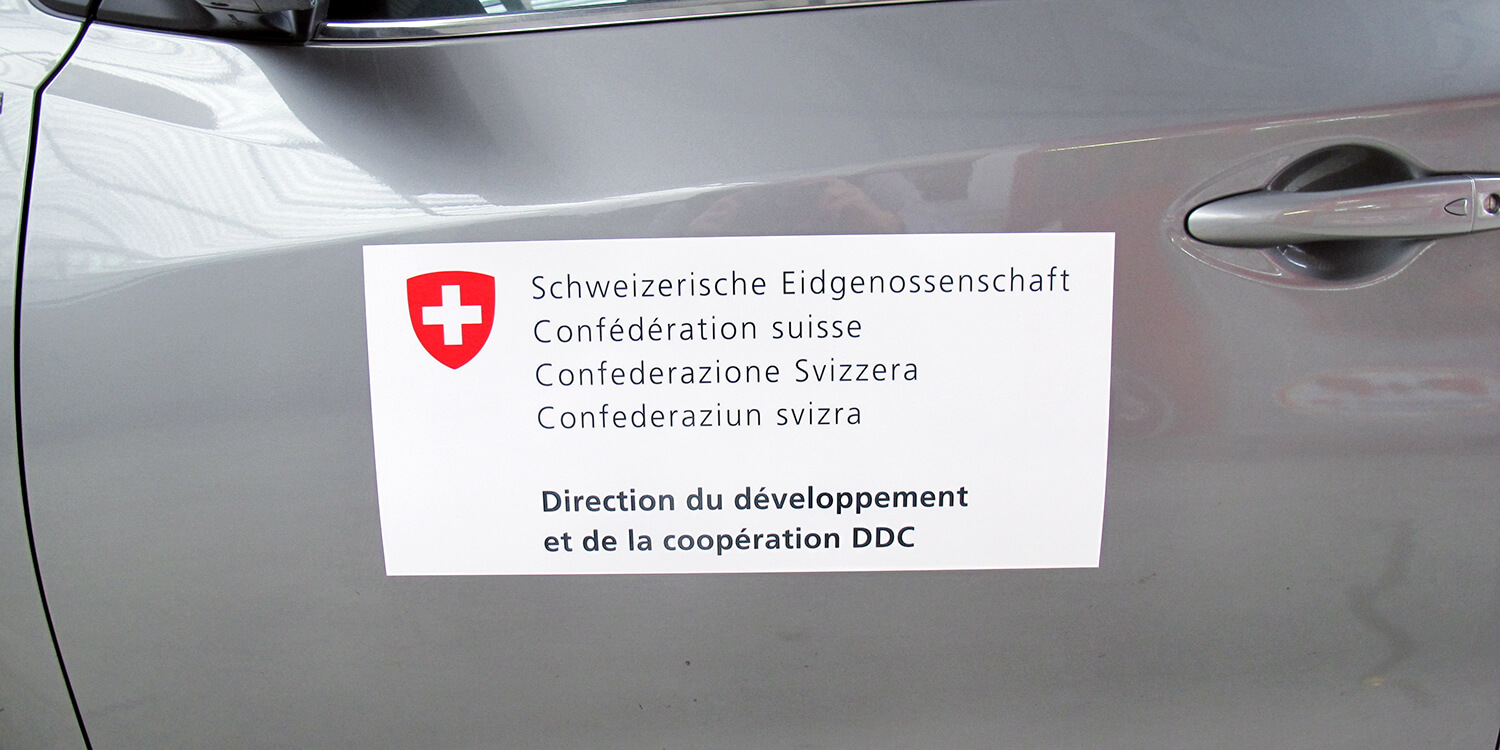 Schweizerische Eidgenossenschaft
Confédération suisse
Confederazione Svizzera
Confederaziun svizra
Direction du développement
et de la coopération DDC